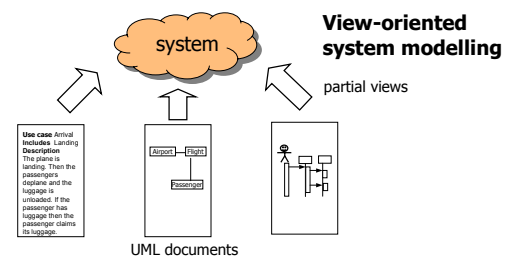 View-oriented
system modelling
system
partial views
Use case Arrival
Includes Landing
Description
The plane is
landing. Then the
passengers
deplane and the
luggage is
unloaded. If the
passenger has
luggage then the
passenger claims
its luggage.
Airport
Flight
Passenger
UML documents